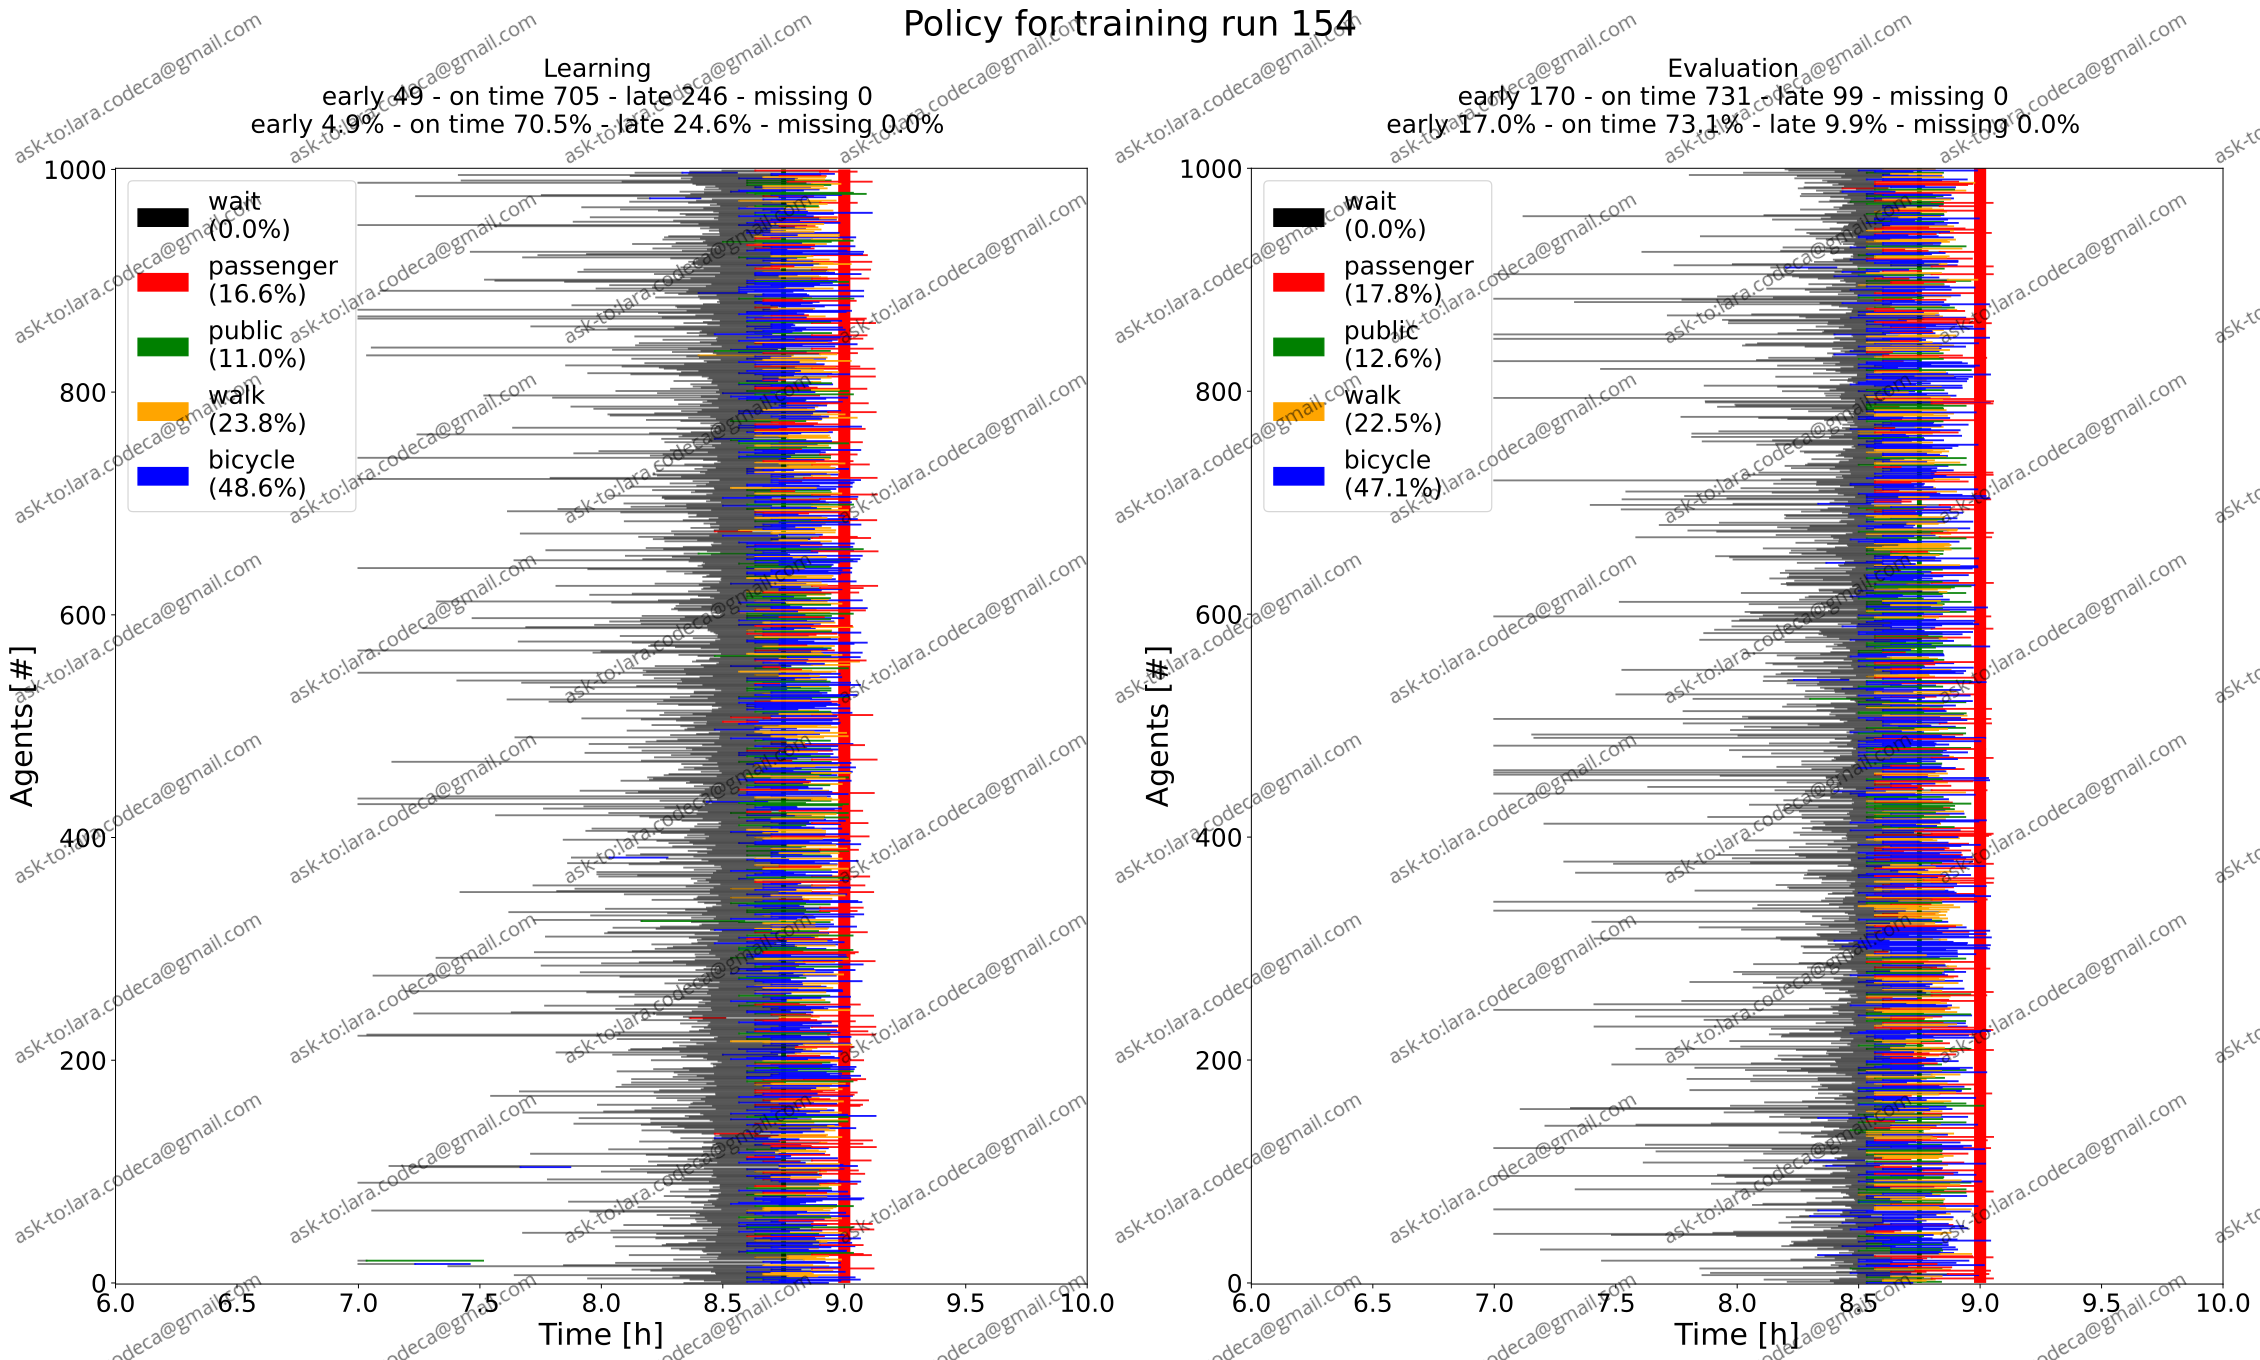 Policy for training run 154
Learning
early 49 - on time 705 - late 246 - missing 0
early 4.9% - on time 70.5% - late 24.6% - missing 0.0%
1000
800
600
400
200
0
Agents [#]
wait
(0.0%)
passenger
(16.6%)
public
(11.0%)
walk
(23.8%)
bicycle
(48.6%)
6.0 6.5 7.0 7.5 8.0 8.5 9.0 9.5 10.0
Time [h]
Evaluation
early 170 - on time 731 - late 99 - missing 0
early 17.0% - on time 73.1% - late 9.9% - missing 0.0%
1000
800
600
400
200
0
Agents [#]
wait
(0.0%)
passenger
(17.8%)
public
(12.6%)
walk
(22.5%)
bicycle
(47.1%)
6.0 6.5 7.0 7.5 8.0 8.5 9.0 9.5 10.0
Time [h]
ask-to:lara.codeca@gmail.com